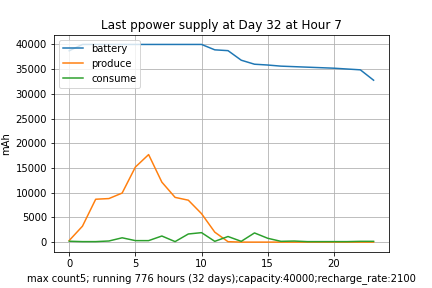 Last ppower supply at Day 32 at Hour 7
40000
35000
30000
25000
20000
15000
10000
5000
0
mAh
battery
produce
consume
0 5 10 15 20
max count5; running 776 hours (32 days);capacity:40000;recharge_rate:2100